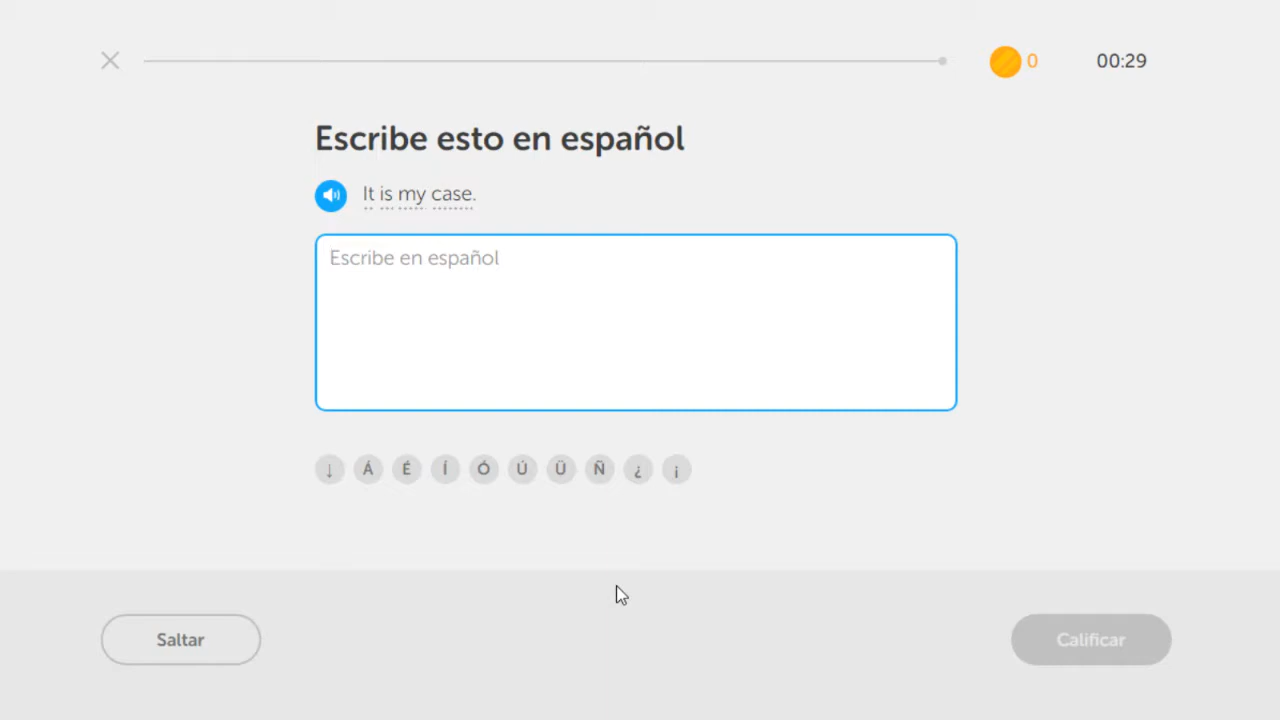 0 00:29
Escribe esto en español
It is my case.
Escribe en español
↓ Á É Í Ó Ú Ü Ñ ¿ ¡
Saltar Calificar